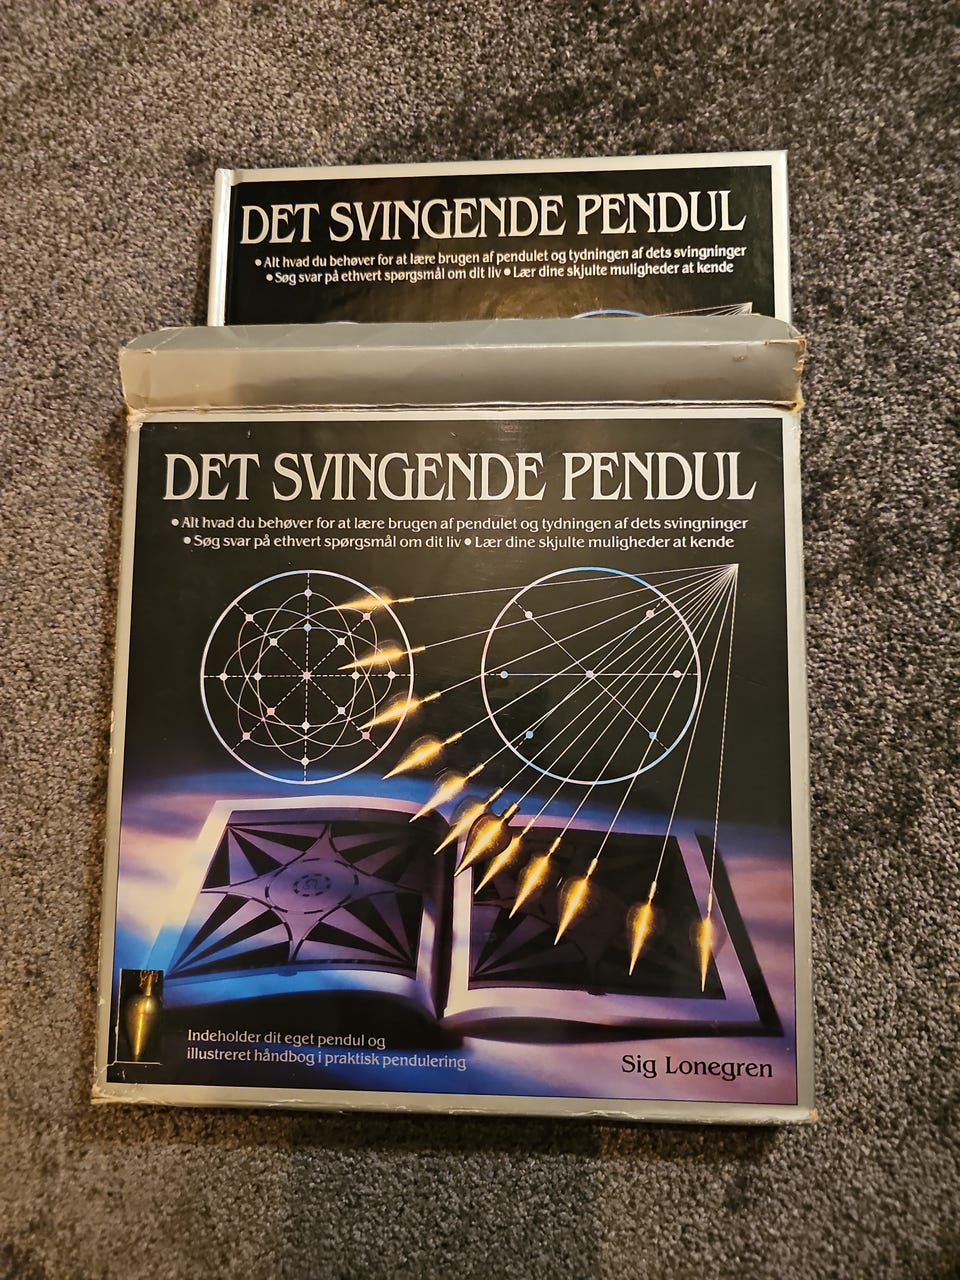 DET SVINGENDE PENDUL
• Alt hvad du behøver for at lære brugen af pendulet og tydningen af dets svingninger
• Søg svar på ethvert spørgsmål om dit liv • Lær dine skjulte muligheder at kende
DET SVINGENDE PENDUL
• Alt hvad du behøver for at lære brugen af pendulet og tydningen af dets svingninger
• Søg svar på ethvert spørgsmål om dit liv • Lær dine skjulte muligheder at kende
Indeholder dit eget pendul og
illustreret håndbog i praktisk pendulering
Sig Lonegren